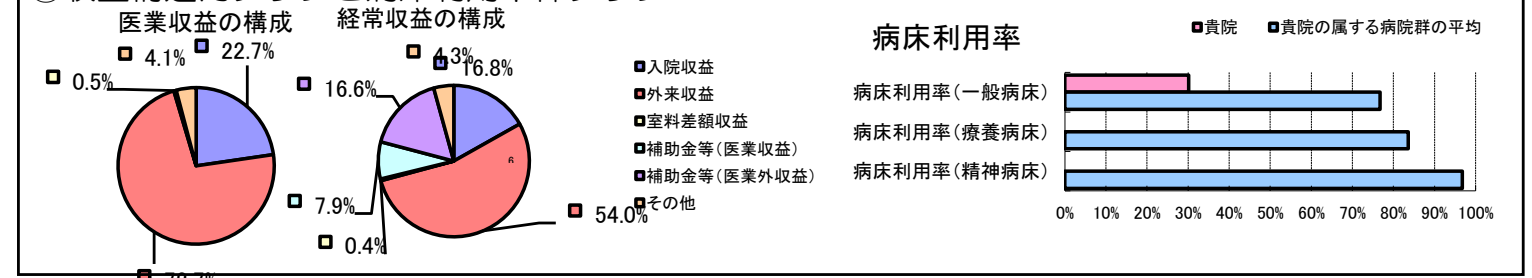 医業収益の構成
経常収益の構成
4.1%
22.7%
0.5%
4.3%
16.8%
16.6%
7.9%
0.4%
54.0%
入院収益
外来収益
室料差額収益
補助金等(医業収益)
補助金等(医業外収益)
その他
病床利用率
貴院
貴院の属する病院群の平均
病床利用率(一般病床)
病床利用率(療養病床)
病床利用率(精神病床)
0% 10% 20% 30% 40% 50% 60% 70% 80% 90% 100%